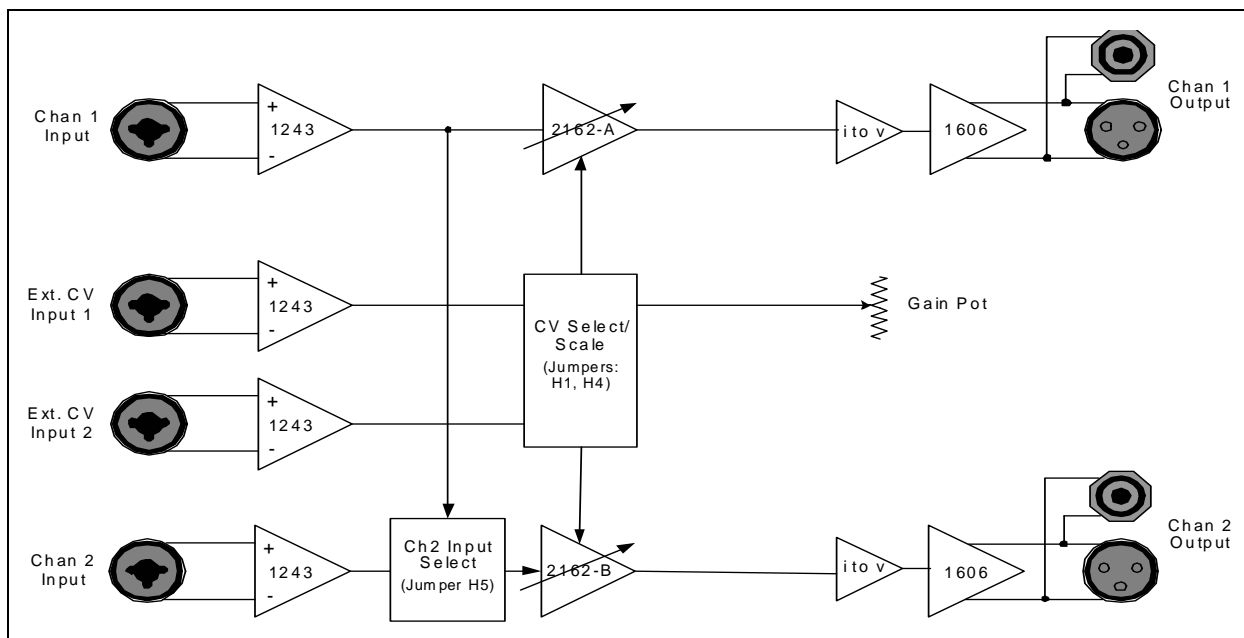 Chan 1
Input
+
1243
-
2162-A
i to v
1606
Chan 1
Output
Ext. CV
Input 1
+
1243
-
CV Select/
Scale
(Jumpers:
H1, H4)
Gain Pot
Ext. CV
Input 2
+
1243
-
Chan 2
Input
+
1243
-
Ch2 Input
Select
(Jumper H5)
2162-B
i to v
1606
Chan 2
Output